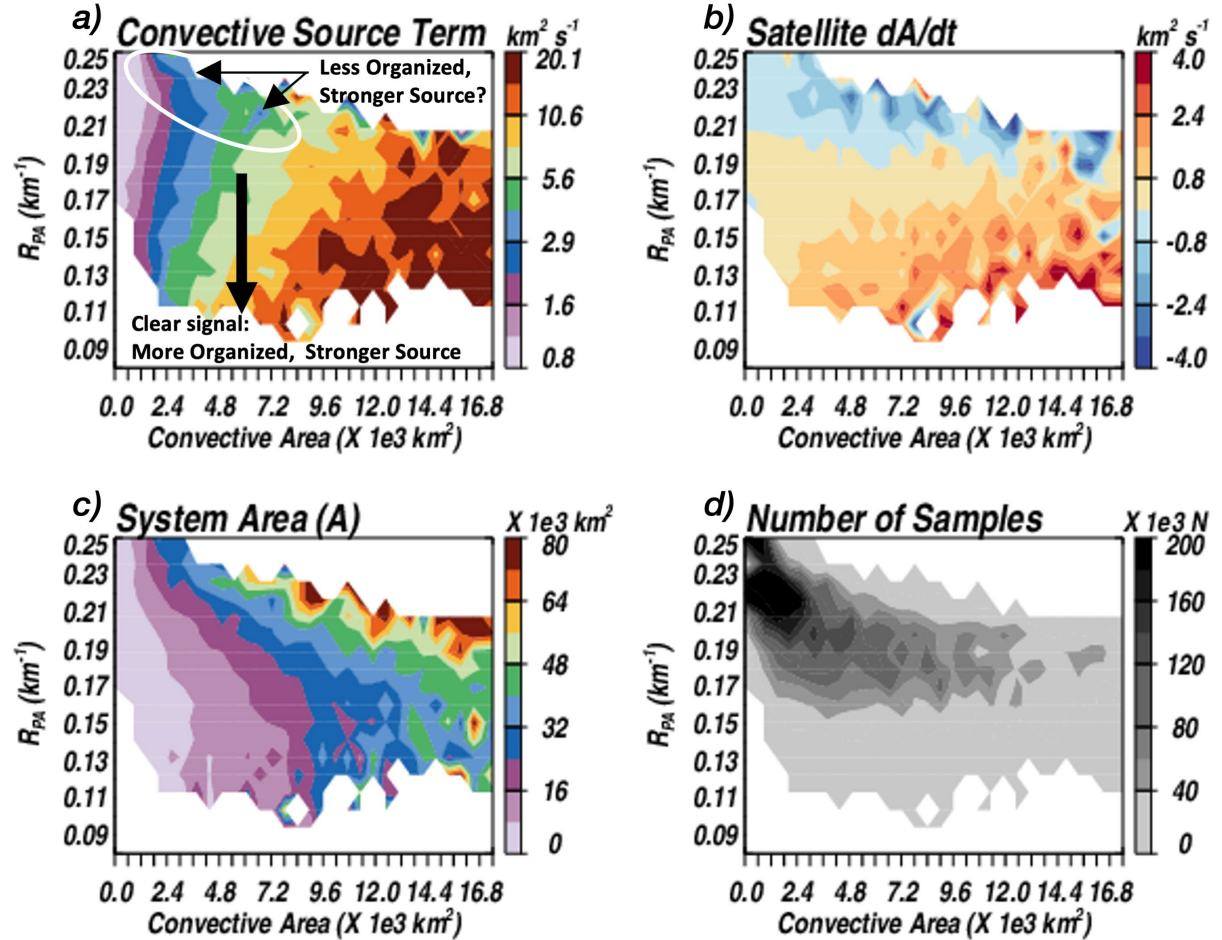 a)
Convective Source Term
km² s⁻¹
0.25
0.23
0.21
0.19
0.17
0.15
0.13
0.11
0.09
R_PA (km⁻¹)
Less Organized,
Stronger Source?
Clear signal:
More Organized, Stronger Source
20.1
10.6
5.6
2.9
1.6
0.8
0.0 2.4 4.8 7.2 9.6 12.0 14.4 16.8
Convective Area (X 1e3 km²)
b)
Satellite dA/dt
km² s⁻¹
0.25
0.23
0.21
0.19
0.17
0.15
0.13
0.11
0.09
R_PA (km⁻¹)
4.0
2.4
0.8
-0.8
-2.4
-4.0
0.0 2.4 4.8 7.2 9.6 12.0 14.4 16.8
Convective Area (X 1e3 km²)
c)
System Area (A)
X 1e3 km²
0.25
0.23
0.21
0.19
0.17
0.15
0.13
0.11
0.09
R_PA (km⁻¹)
80
64
48
32
16
0
0.0 2.4 4.8 7.2 9.6 12.0 14.4 16.8
Convective Area (X 1e3 km²)
d)
Number of Samples
X 1e3 N
0.25
0.23
0.21
0.19
0.17
0.15
0.13
0.11
0.09
R_PA (km⁻¹)
200
160
120
80
40
0
0.0 2.4 4.8 7.2 9.6 12.0 14.4 16.8
Convective Area (X 1e3 km²)